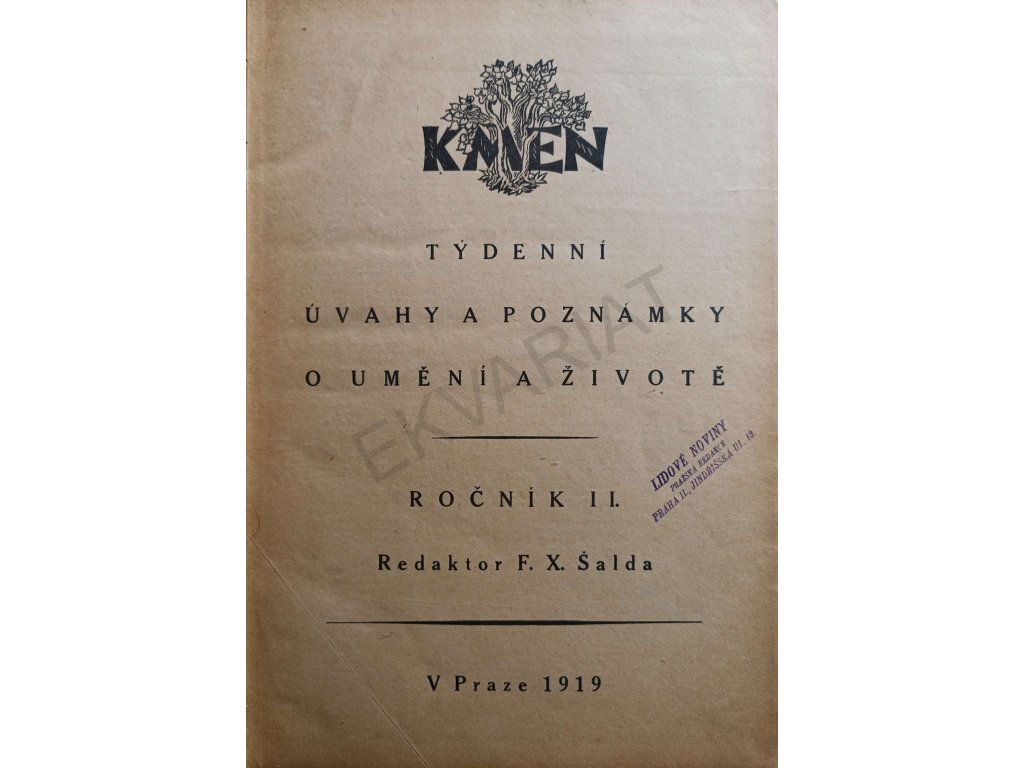 KMEN
TÝDENNÍ
ÚVAHY A POZNÁMKY
O UMĚNÍ A ŽIVOTĚ
EKVARIAT
LIDOVÉ NOVINY
PRAŽSKÁ REDAKCE
PRAHA II., JINDŘIŠSKÁ UL. 13.
ROČNÍK II.
Redaktor F. X. Šalda
V Praze 1919